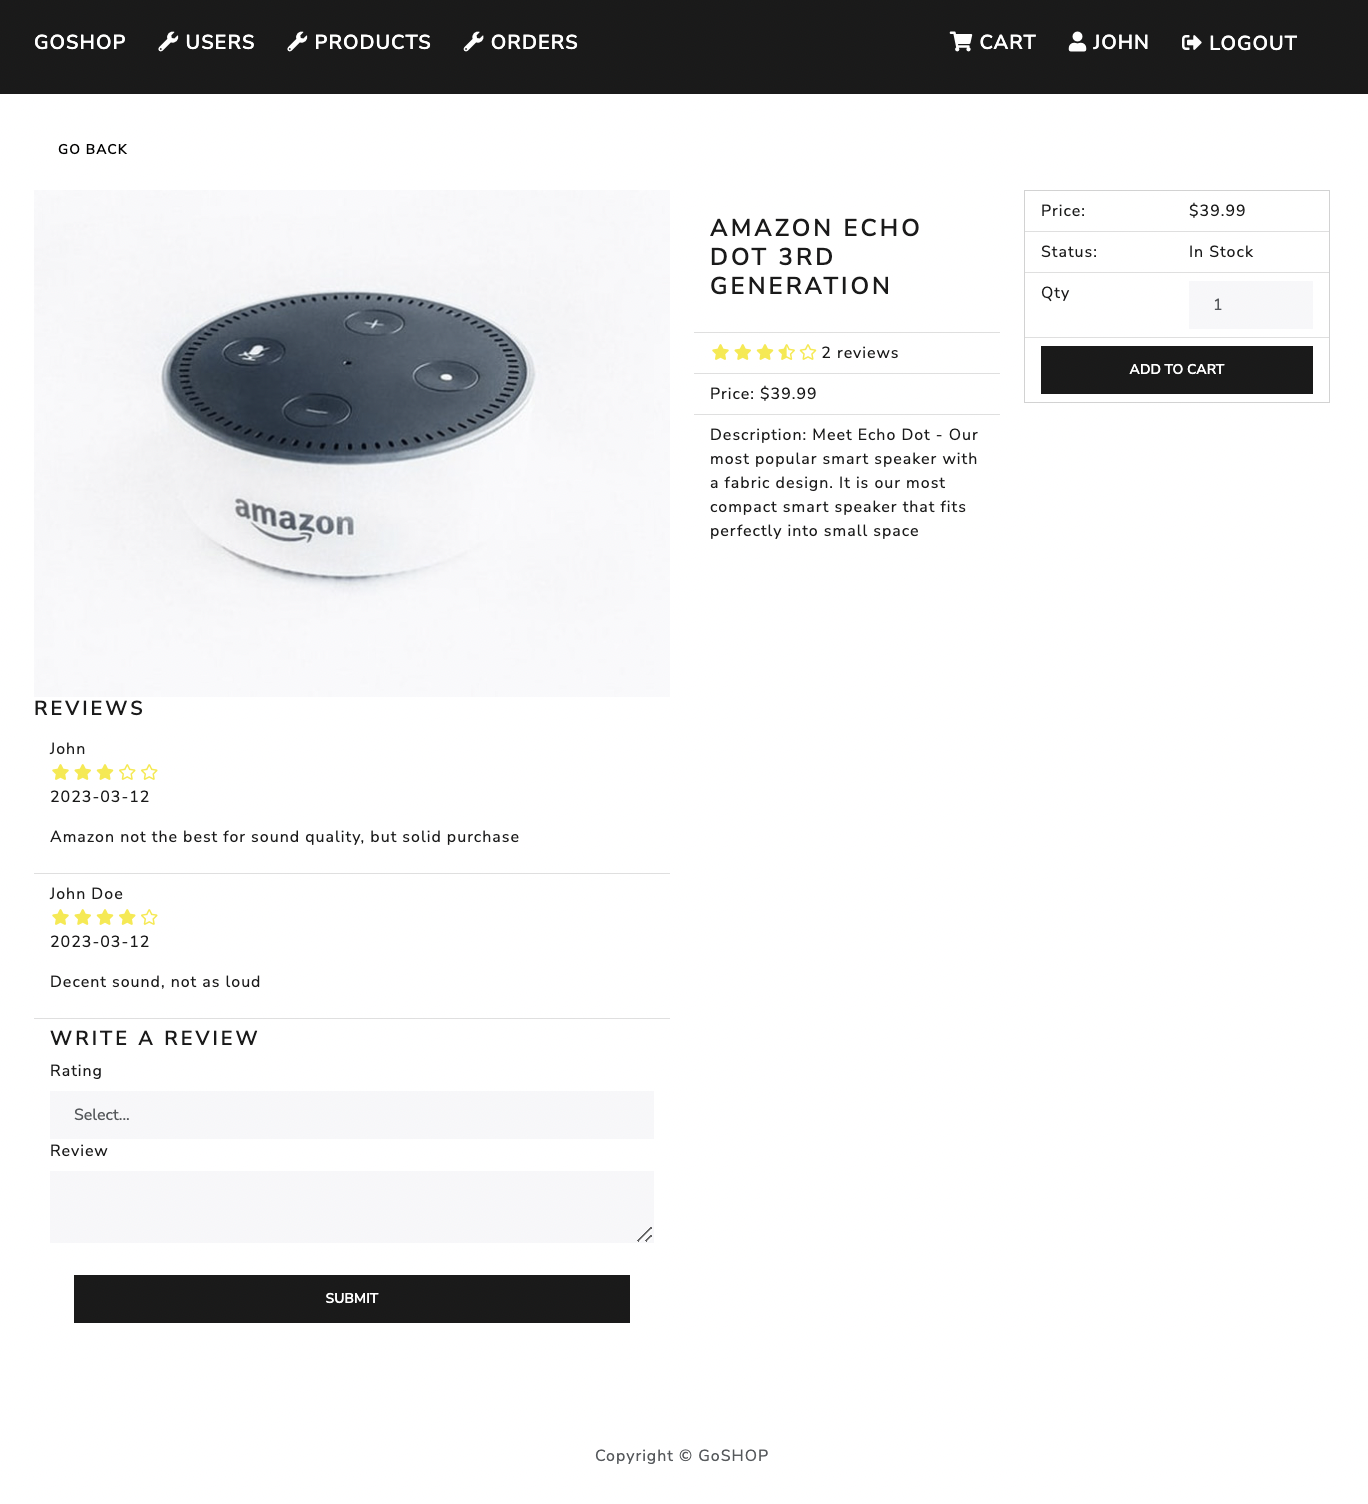 GOSHOP USERS PRODUCTS ORDERS CART JOHN LOGOUT
GO BACK
amazon
AMAZON ECHO
DOT 3RD
GENERATION
2 reviews
Price: $39.99
Description: Meet Echo Dot - Our
most popular smart speaker with
a fabric design. It is our most
compact smart speaker that fits
perfectly into small space
Price: $39.99
Status: In Stock
Qty 1
ADD TO CART
REVIEWS
John
2023-03-12
Amazon not the best for sound quality, but solid purchase
John Doe
2023-03-12
Decent sound, not as loud
WRITE A REVIEW
Rating
Select...
Review
SUBMIT
Copyright © GoSHOP